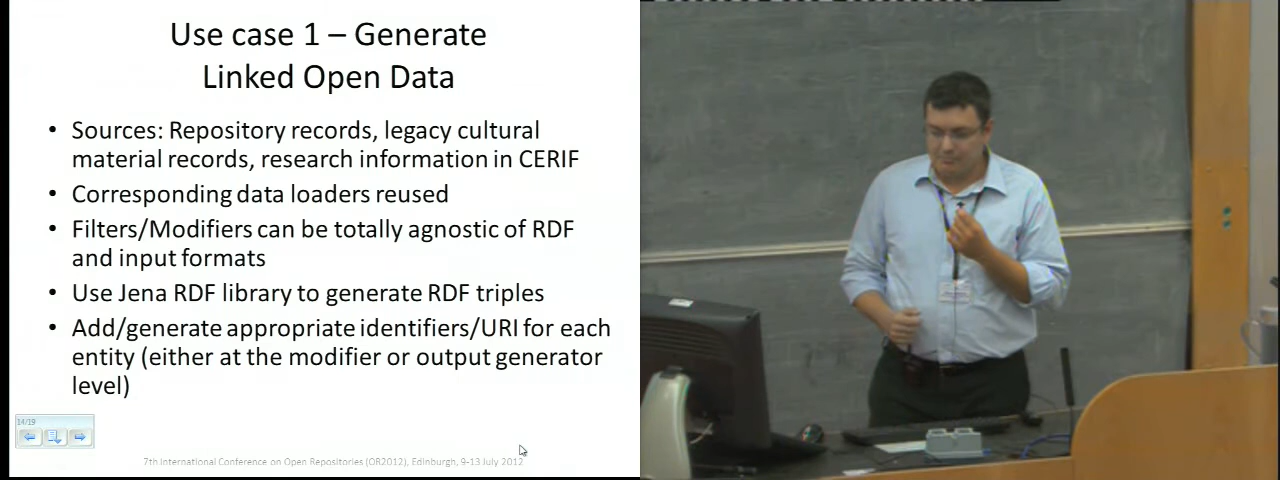 Use case 1 – Generate
Linked Open Data
• Sources: Repository records, legacy cultural
material records, research information in CERIF
• Corresponding data loaders reused
• Filters/Modifiers can be totally agnostic of RDF
and input formats
• Use Jena RDF library to generate RDF triples
• Add/generate appropriate identifiers/URI for each
entity (either at the modifier or output generator
level)
14/19
7th International Conference on Open Repositories (OR2012), Edinburgh, 9-13 July 2012